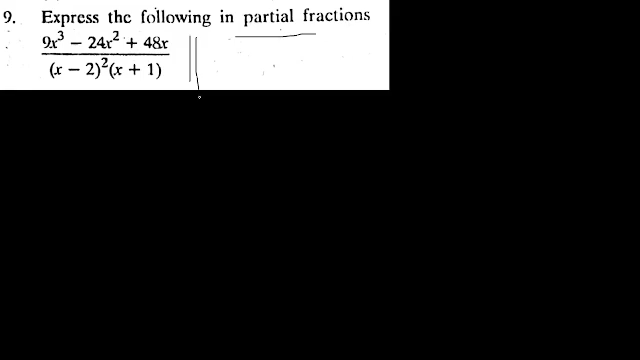 9. Express the following in partial fractions
9x³ − 24x² + 48x
(x − 2)²(x + 1)